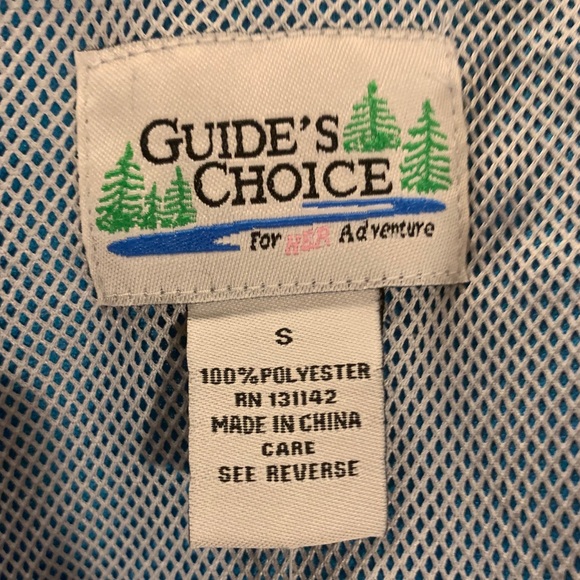 GUIDE'S
CHOICE
For HER Adventure
S
100%POLYESTER
RN 131142
MADE IN CHINA
CARE
SEE REVERSE